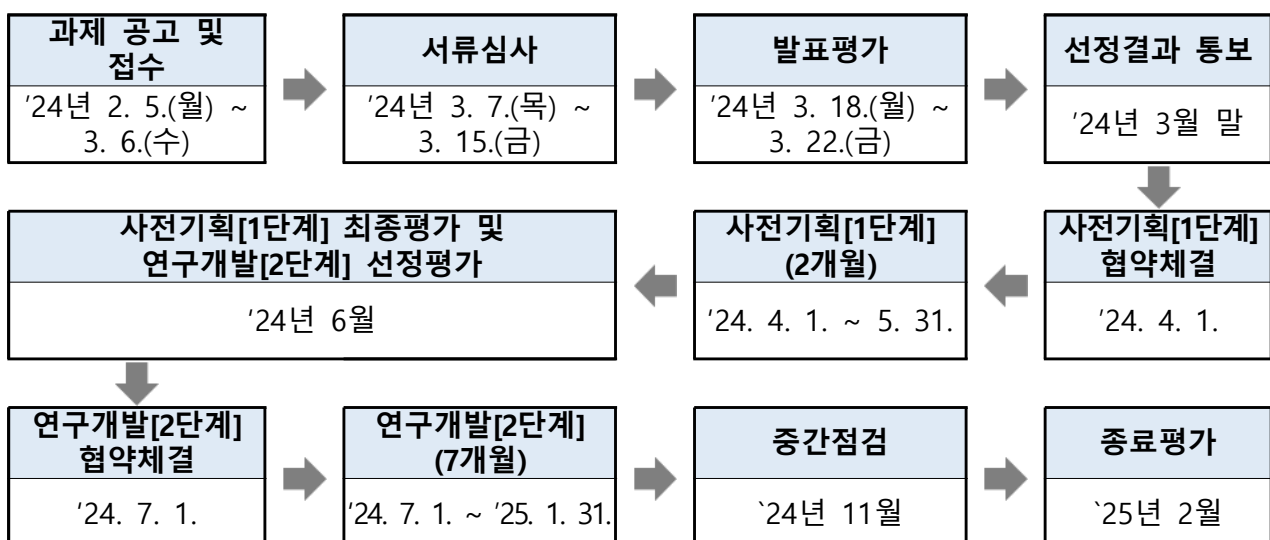 과제 공고 및
접수
'24년 2. 5.(월) ~
3. 6.(수)
서류심사
'24년 3. 7.(목) ~
3. 15.(금)
발표평가
'24년 3. 18.(월) ~
3. 22.(금)
선정결과 통보
'24년 3월 말
사전기획[1단계]
협약체결
'24. 4. 1.
사전기획[1단계]
(2개월)
'24. 4. 1. ~ 5. 31.
사전기획[1단계] 최종평가 및
연구개발[2단계] 선정평가
'24년 6월
연구개발[2단계]
협약체결
'24. 7. 1.
연구개발[2단계]
(7개월)
'24. 7. 1. ~ '25. 1. 31.
중간점검
`24년 11월
종료평가
`25년 2월